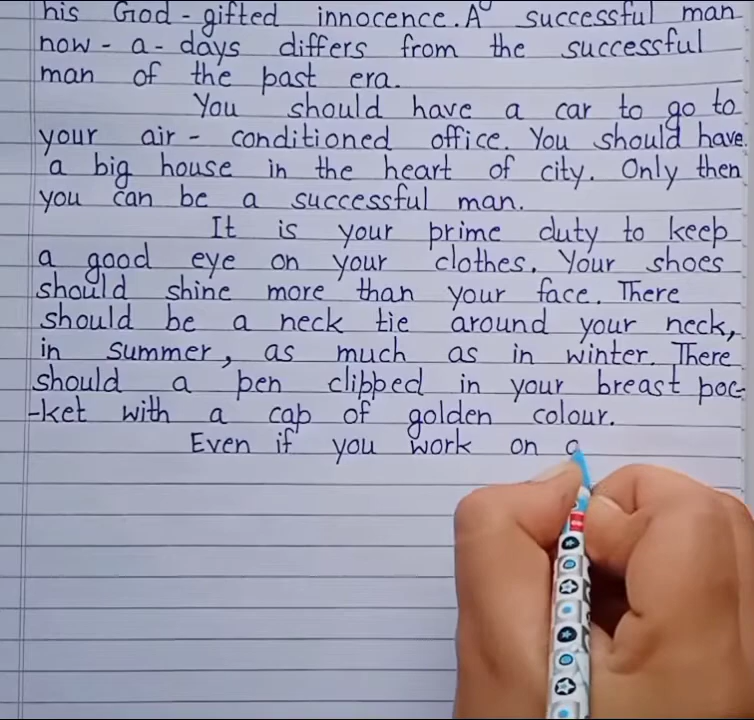 his God-gifted innocence. A successful man
now-a-days differs from the successful
man of the past era.
You should have a car to go to
your air-conditioned office. You should have
a big house in the heart of city. Only then
you can be a successful man.
It is your prime duty to keep
a good eye on your clothes. Your shoes
should shine more than your face. There
should be a neck tie around your neck,
in summer, as much as in winter. There
should a pen clipped in your breast poc-
-ket with a cap of golden colour.
Even if you work on